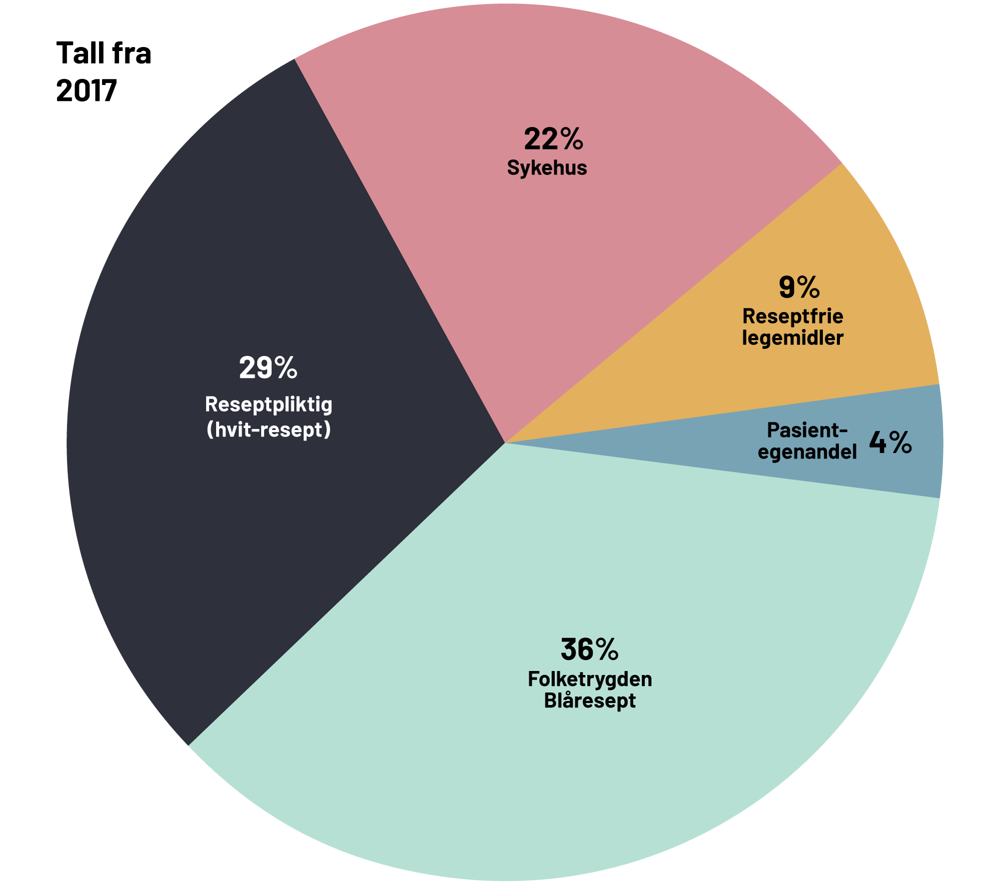 Tall fra
2017
22%
Sykehus
9%
Reseptfrie
legemidler
29%
Reseptpliktig
(hvit-resept)
Pasient-
egenandel
4%
36%
Folketrygden
Blåresept